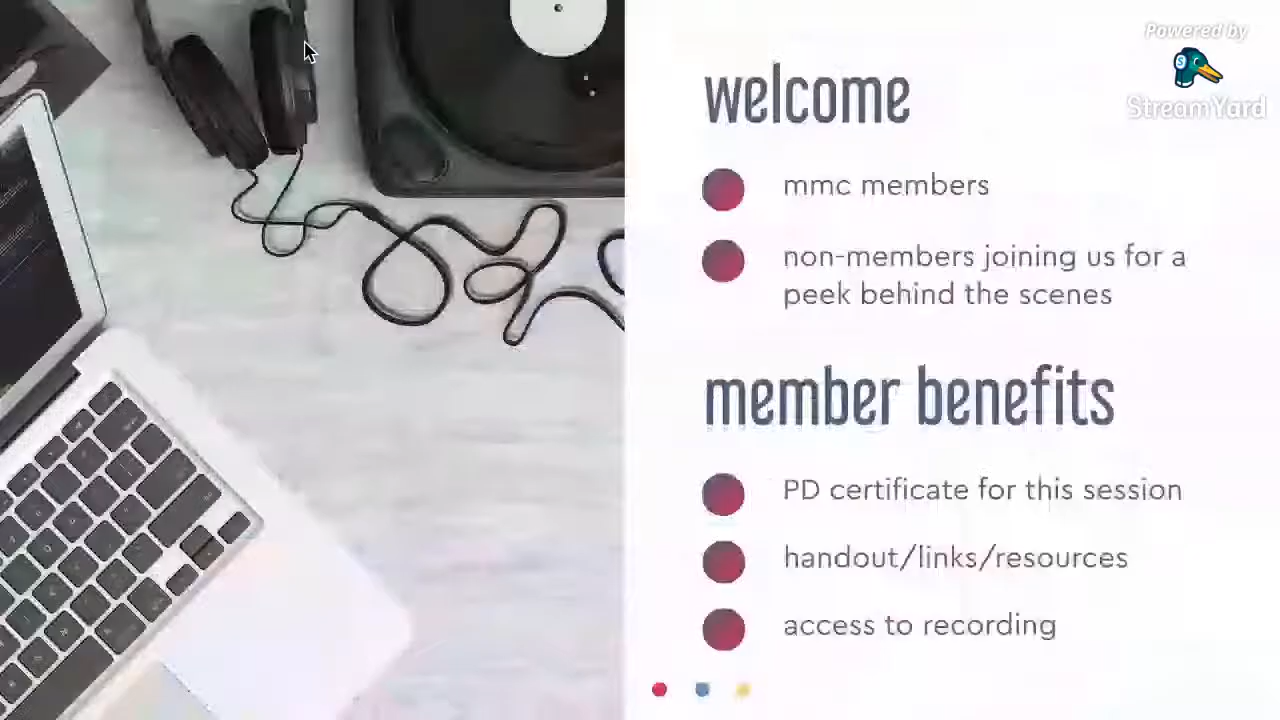 Powered by
StreamYard
welcome
mmc members
non-members joining us for a
peek behind the scenes
member benefits
PD certificate for this session
handout/links/resources
access to recording